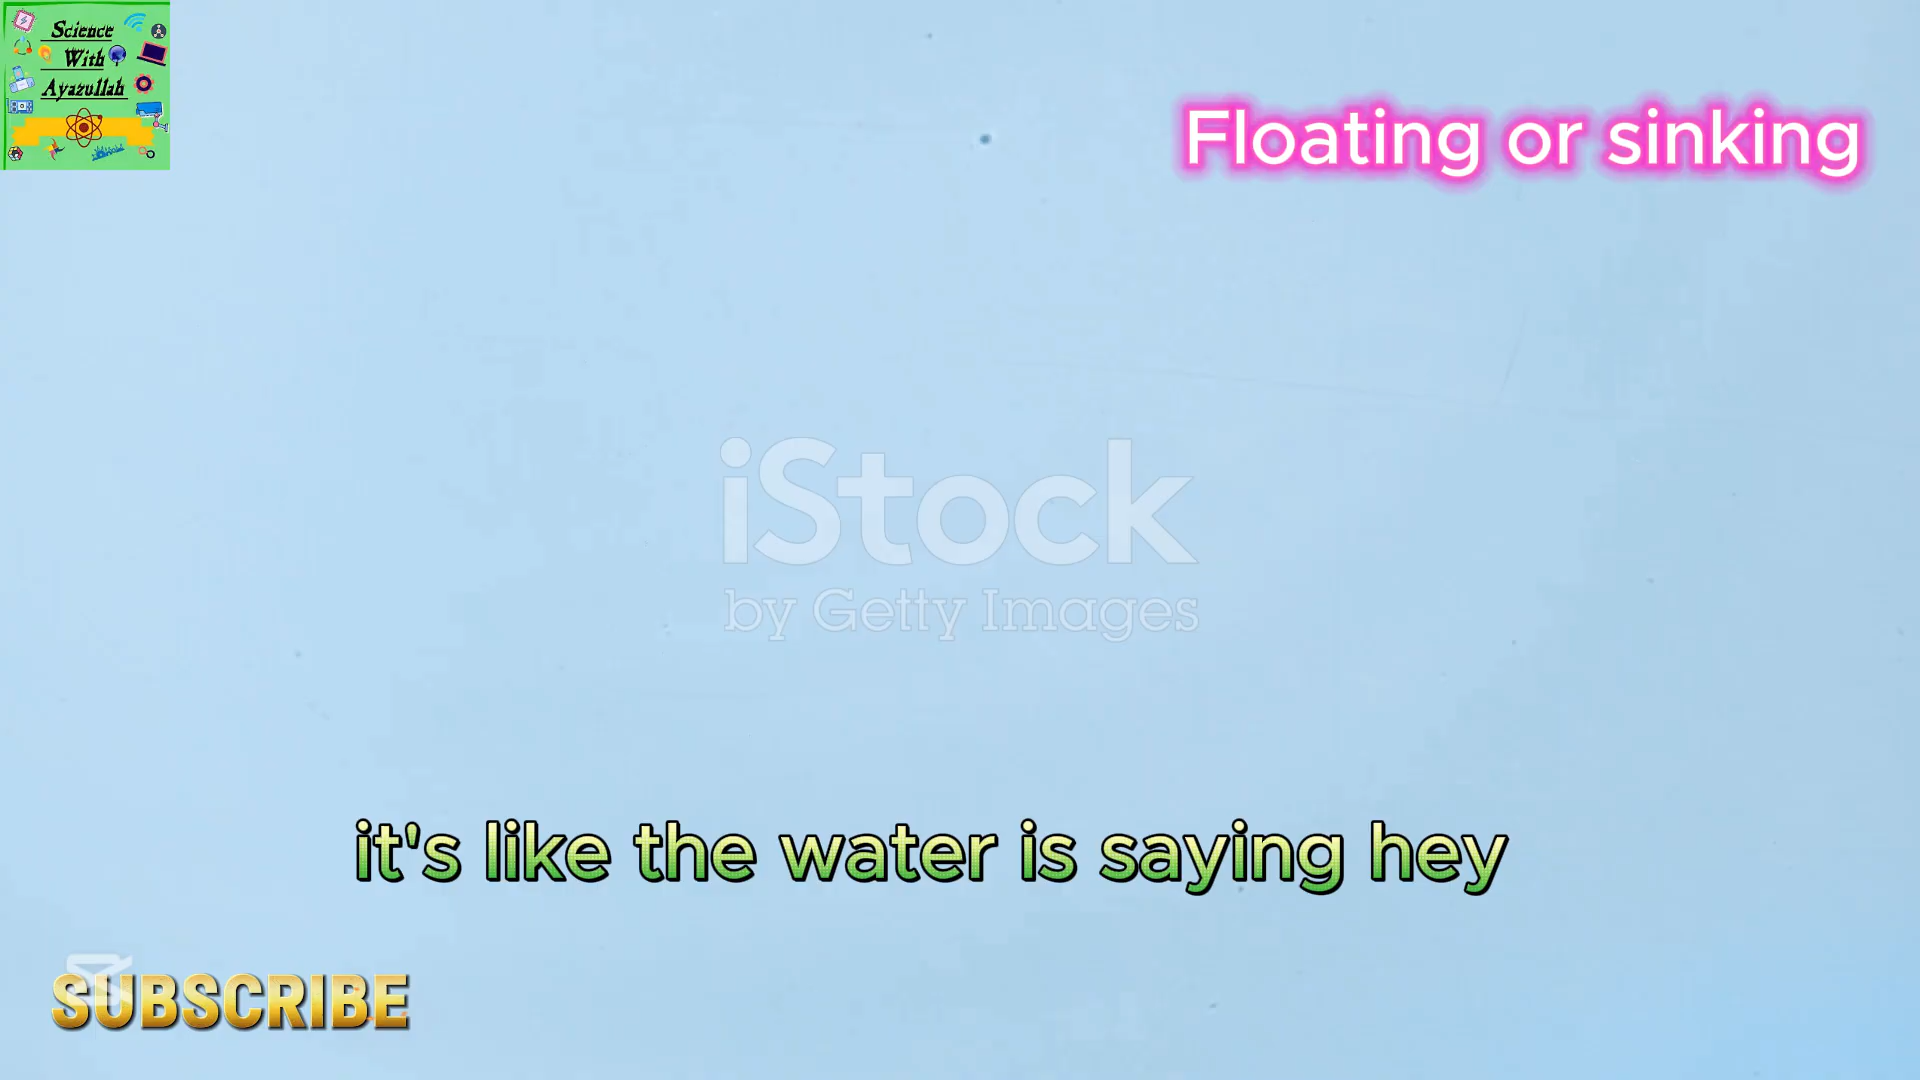 Science
With
Ayazullah
Floating or sinking
iStock
by Getty Images
it's like the water is saying hey
SUBSCRIBE